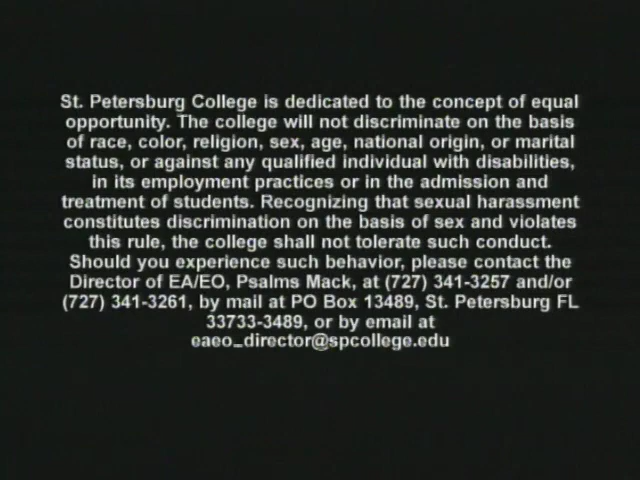 St. Petersburg College is dedicated to the concept of equal
opportunity. The college will not discriminate on the basis
of race, color, religion, sex, age, national origin, or marital
status, or against any qualified individual with disabilities,
in its employment practices or in the admission and
treatment of students. Recognizing that sexual harassment
constitutes discrimination on the basis of sex and violates
this rule, the college shall not tolerate such conduct.
Should you experience such behavior, please contact the
Director of EA/EO, Psalms Mack, at (727) 341-3257 and/or
(727) 341-3261, by mail at PO Box 13489, St. Petersburg FL
33733-3489, or by email at
eaeo_director@spcollege.edu